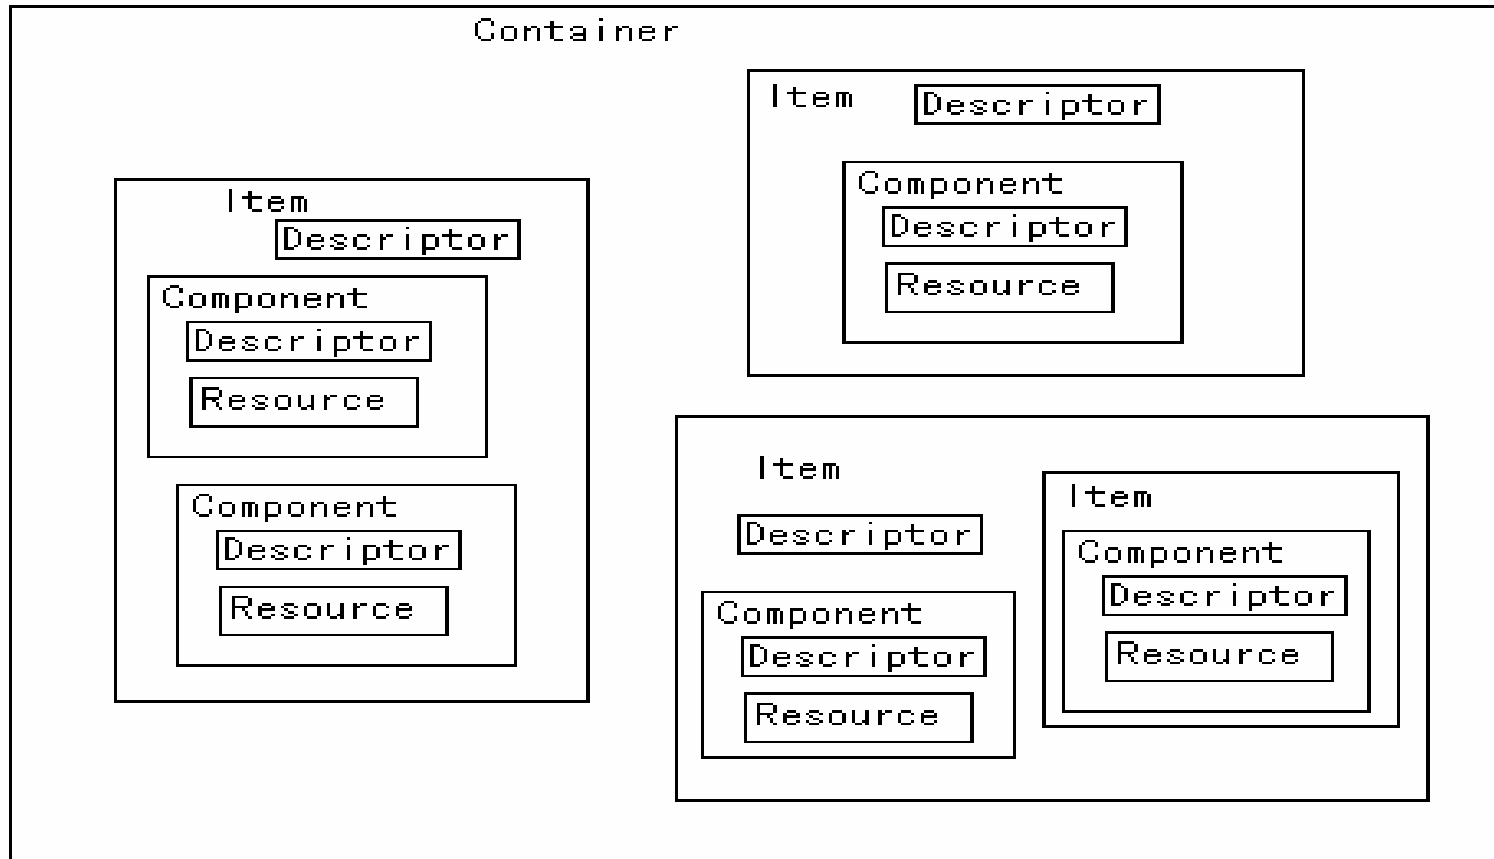 Container
Item
Descriptor
Component
Descriptor
Resource
Component
Descriptor
Resource
Item
Descriptor
Component
Descriptor
Resource
Item
Descriptor
Component
Descriptor
Resource
Item
Component
Descriptor
Resource